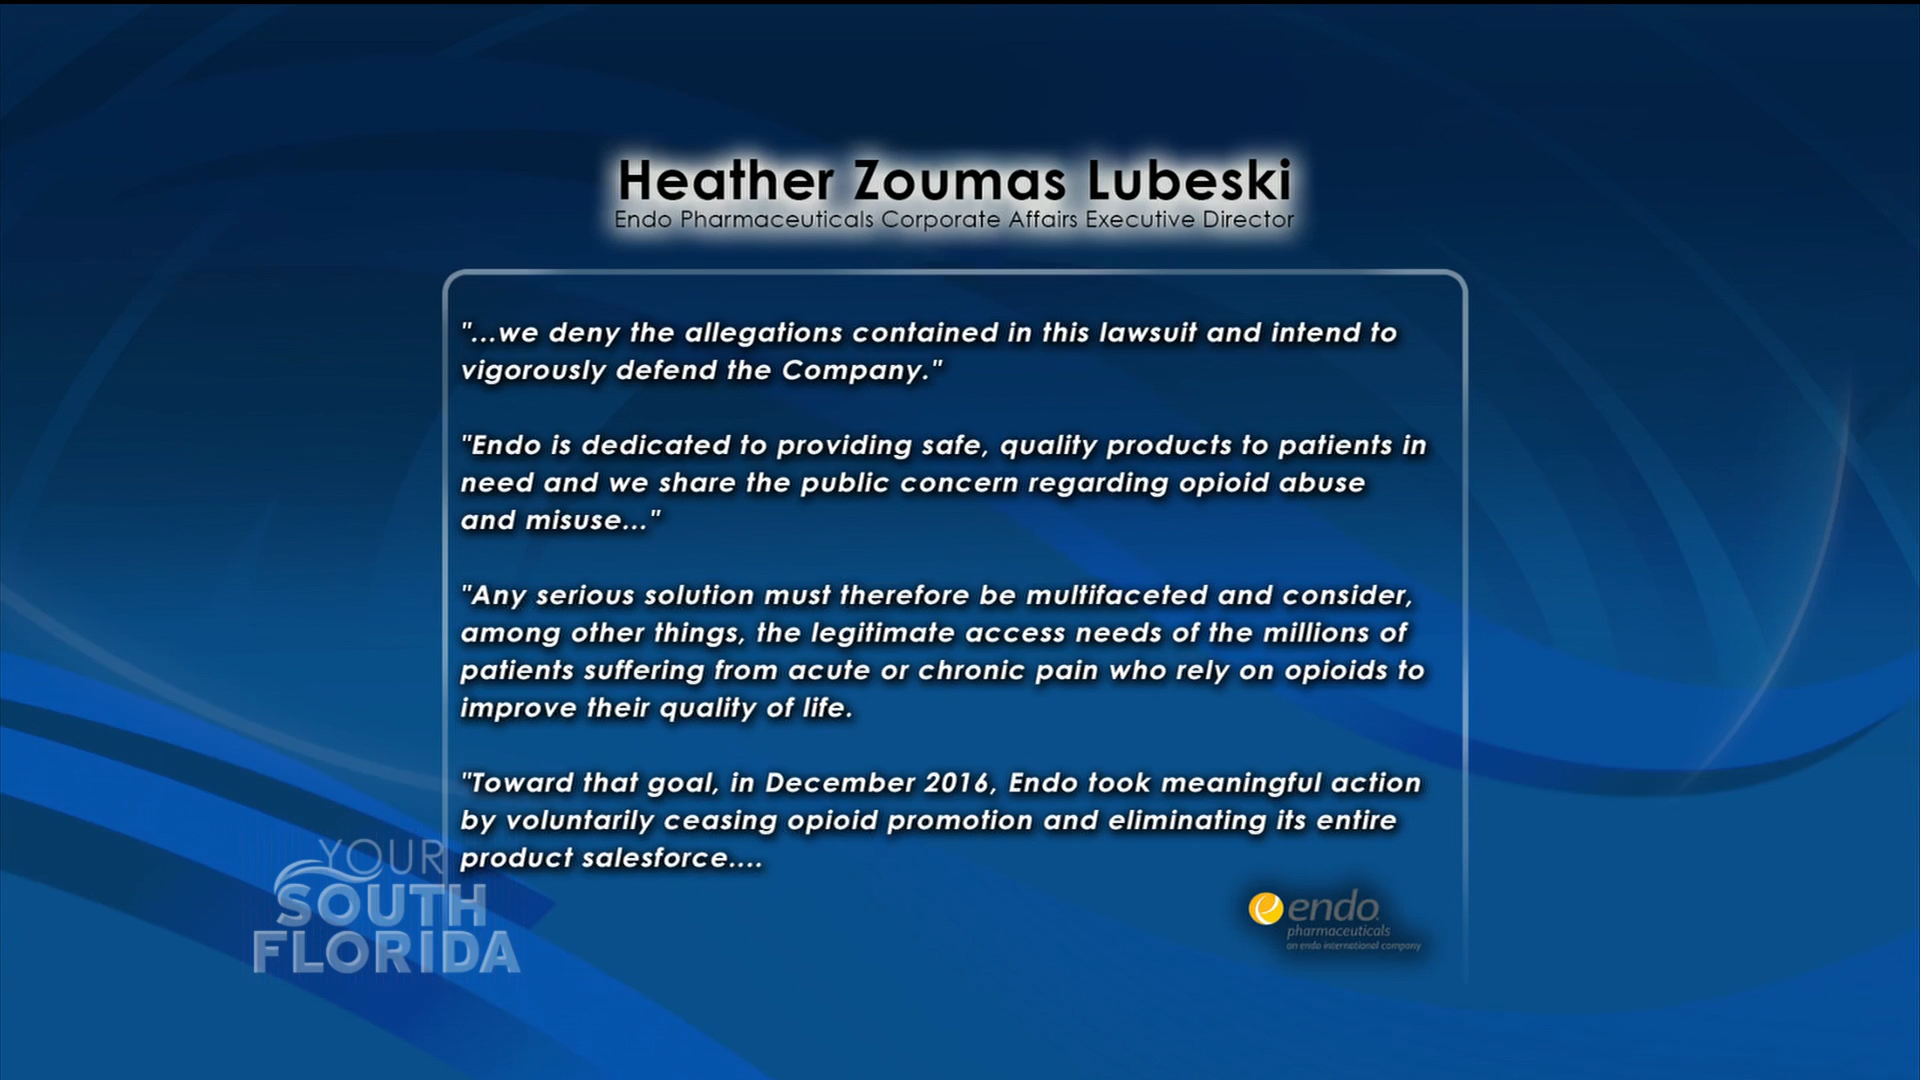 Heather Zoumas Lubeski
Endo Pharmaceuticals Corporate Affairs Executive Director
"...we deny the allegations contained in this lawsuit and intend to
vigorously defend the Company."
"Endo is dedicated to providing safe, quality products to patients in
need and we share the public concern regarding opioid abuse
and misuse..."
"Any serious solution must therefore be multifaceted and consider,
among other things, the legitimate access needs of the millions of
patients suffering from acute or chronic pain who rely on opioids to
improve their quality of life.
"Toward that goal, in December 2016, Endo took meaningful action
by voluntarily ceasing opioid promotion and eliminating its entire
product salesforce....
YOUR
SOUTH
FLORIDA
endo
pharmaceuticals
an endo international company